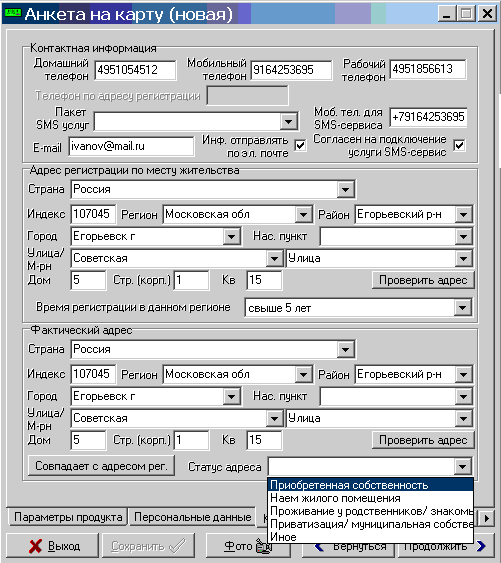 Анкета на карту (новая)
Контактная информация
Домашний телефон 4951054512 Мобильный телефон 9164253695 Рабочий телефон 4951856613
Телефон по адресу регистрации
Пакет SMS услуг Моб. тел. для SMS-сервиса +79164253695
E-mail ivanov@mail.ru Инф. отправлять по эл. почте Согласен на подключение услуги SMS-сервис
Адрес регистрации по месту жительства
Страна Россия
Индекс 107045 Регион Московская обл Район Егорьевский р-н
Город Егорьевск г Нас. пункт
Улица/ М-рн Советская Улица
Дом 5 Стр. (корп.) 1 Кв 15 Проверить адрес
Время регистрации в данном регионе свыше 5 лет
Фактический адрес
Страна Россия
Индекс 107045 Регион Московская обл Район Егорьевский р-н
Город Егорьевск г Нас. пункт
Улица/ М-рн Советская Улица
Дом 5 Стр. (корп.) 1 Кв 15 Проверить адрес
Совпадает с адресом рег. Статус адреса
Приобретенная собственность
Наем жилого помещения
Проживание у родственников/ знакомы
Приватизация/ муниципальная собстве
Иное
Параметры продукта Персональные данные
Выход Сохранить Фото Вернуться Продолжить